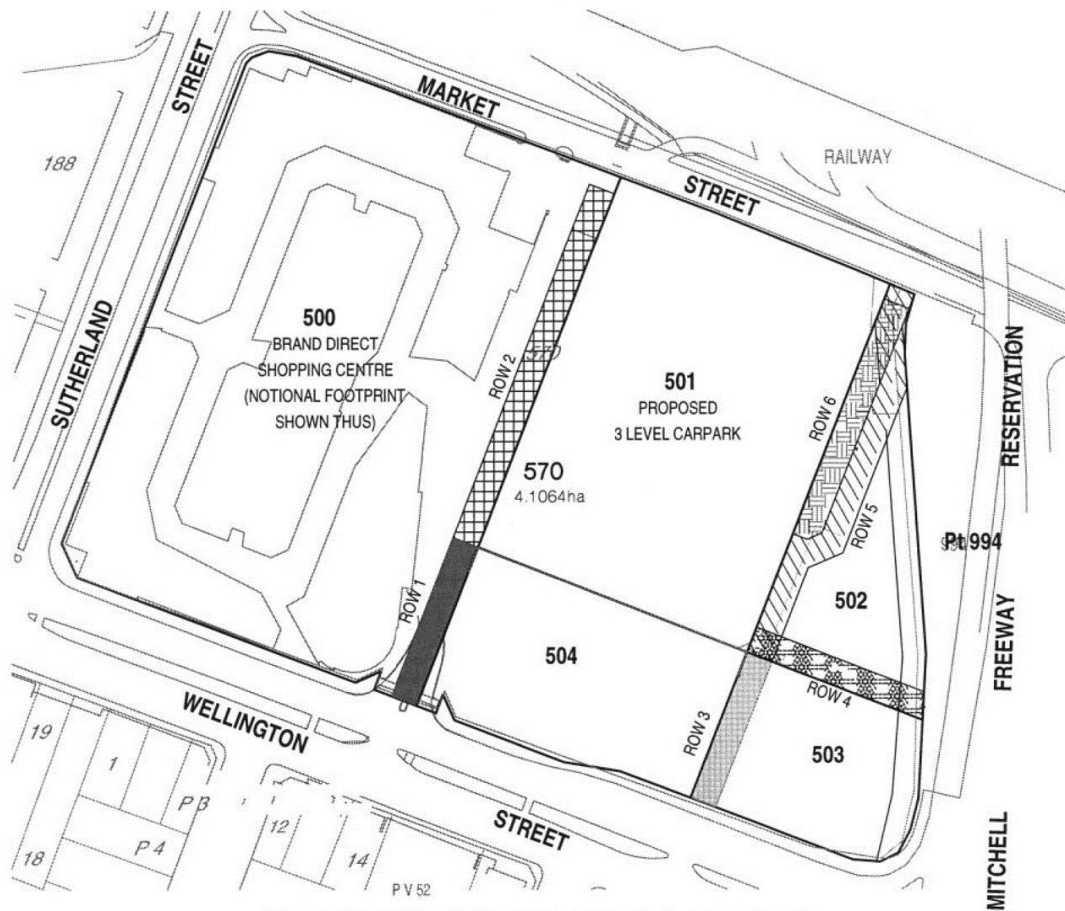 MARKET
STREET
RAILWAY
STREET
188
SUTHERLAND
500
BRAND DIRECT
SHOPPING CENTRE
(NOTIONAL FOOTPRINT
SHOWN THUS)
ROW 2
501
PROPOSED
3 LEVEL CARPARK
570
4.1064ha
ROW 6
ROW 5
RESERVATION
Pt 994
502
FREEWAY
ROW 1
504
ROW 4
ROW 3
503
WELLINGTON
STREET
MITCHELL
19
1
P 3
P 4
18
12
14
P V 52